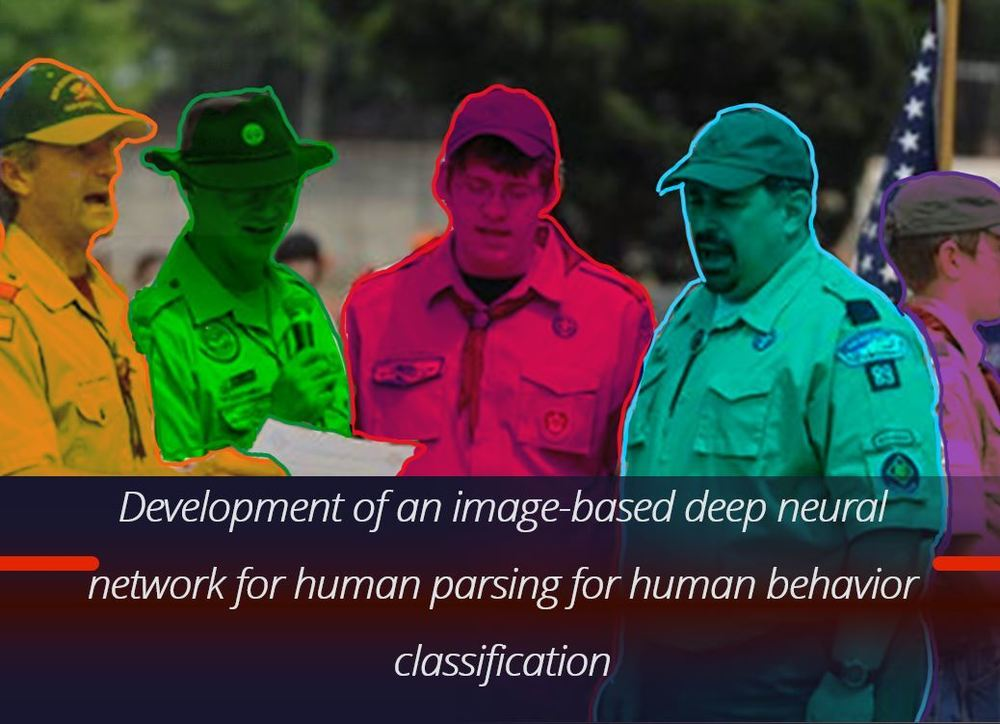 Development of an image-based deep neural
network for human parsing for human behavior
classification